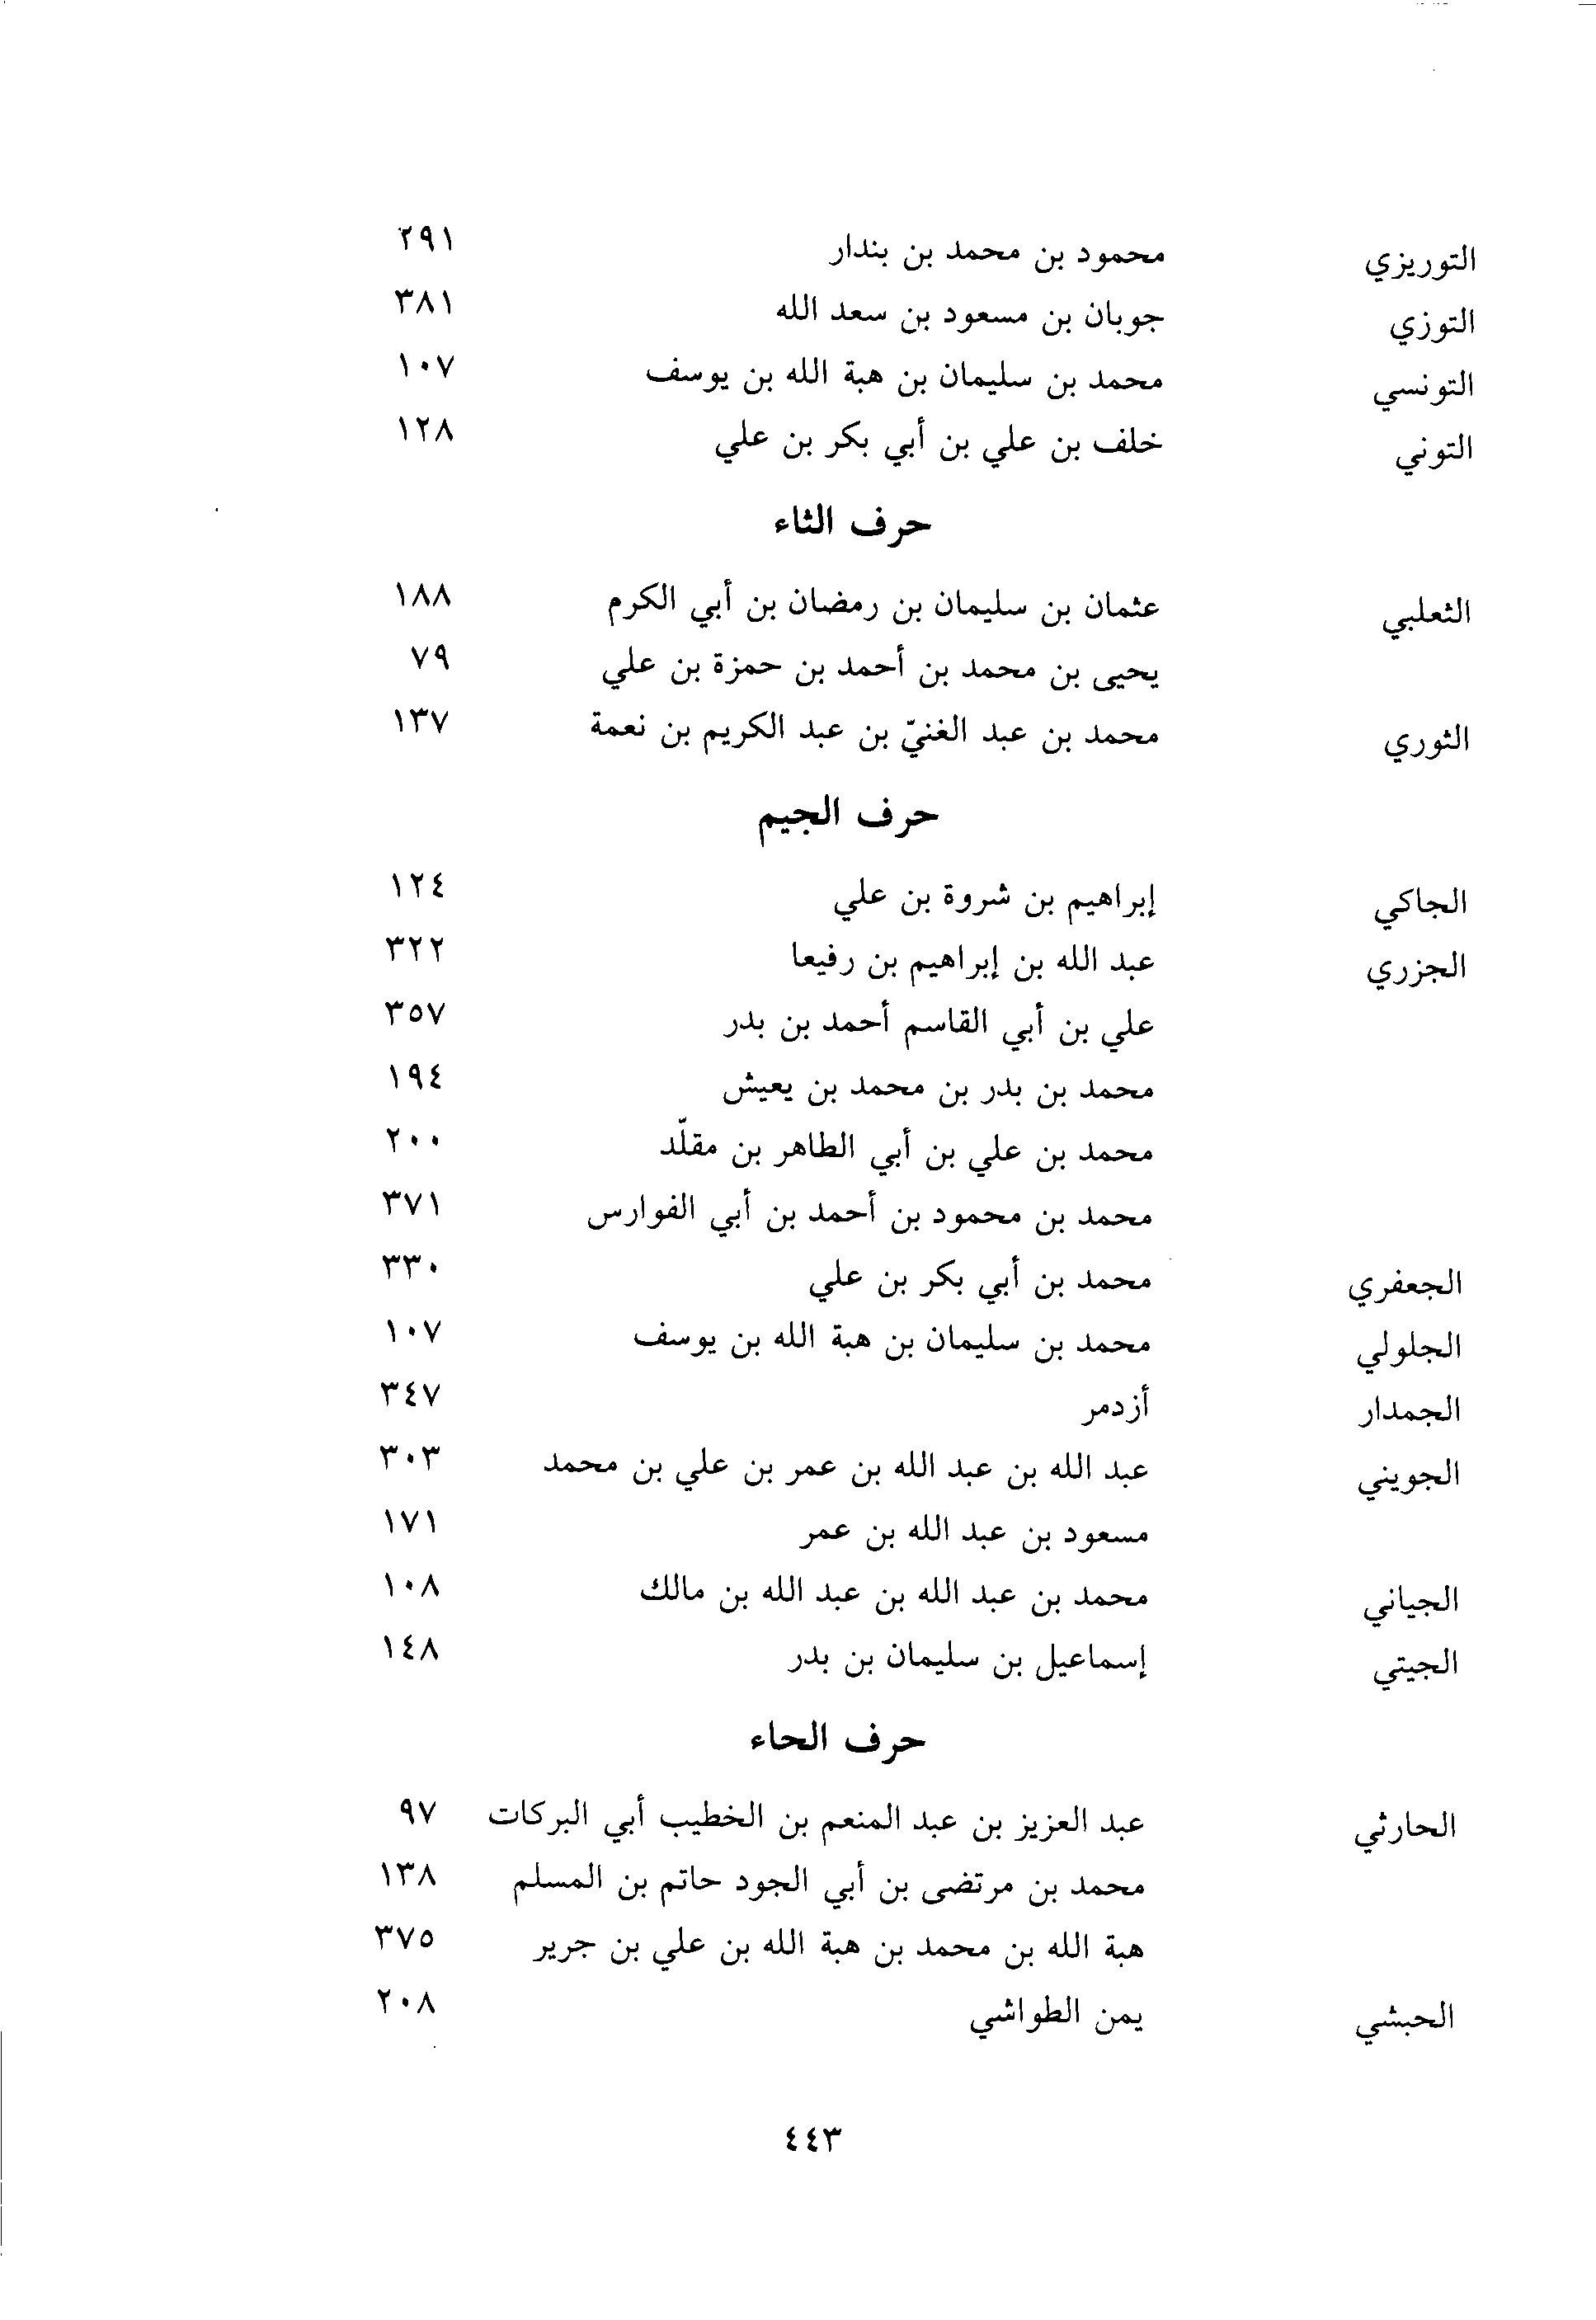 التوريزي محمود بن محمد بن بندار ٢٩١
التوزي جوبان بن مسعود بن سعد الله ٣٨١
التونسي محمد بن سليمان بن هبة الله بن يوسف ١٠٧
التوني خلف بن علي بن أبي بكر بن علي ١٢٨
حرف الثاء
الثعلبي عثمان بن سليمان بن رمضان بن أبي الكرم ١٨٨
يحيى بن محمد بن أحمد بن حمزة بن علي ٧٩
الثوري محمد بن عبد الغنيّ بن عبد الكريم بن نعمة ١٣٧
حرف الجيم
الجاكي إبراهيم بن شروة بن علي ١٢٤
الجزري عبد الله بن إبراهيم بن رفيعا ٣٢٢
علي بن أبي القاسم أحمد بن بدر ٣٥٧
محمد بن بدر بن محمد بن يعيش ١٩٤
محمد بن علي بن أبي الطاهر بن مقلّد ٢٠٠
محمد بن محمود بن أحمد بن أبي الفوارس ٣٧١
الجعفري محمد بن أبي بكر بن علي ٣٣٠
الجلولي محمد بن سليمان بن هبة الله بن يوسف ١٠٧
الجمدار أزدمر ٣٤٧
الجويني عبد الله بن عبد الله بن عمر بن علي بن محمد ٣٠٣
مسعود بن عبد الله بن عمر ١٧١
الجياني محمد بن عبد الله بن عبد الله بن مالك ١٠٨
الجيتي إسماعيل بن سليمان بن بدر ١٤٨
حرف الحاء
الحارثي عبد العزيز بن عبد المنعم بن الخطيب أبي البركات ٩٧
محمد بن مرتضى بن أبي الجود حاتم بن المسلم ١٣٨
هبة الله بن محمد بن هبة الله بن علي بن جرير ٣٧٥
الحبشي يمن الطواشي ٢٠٨
٤٤٣